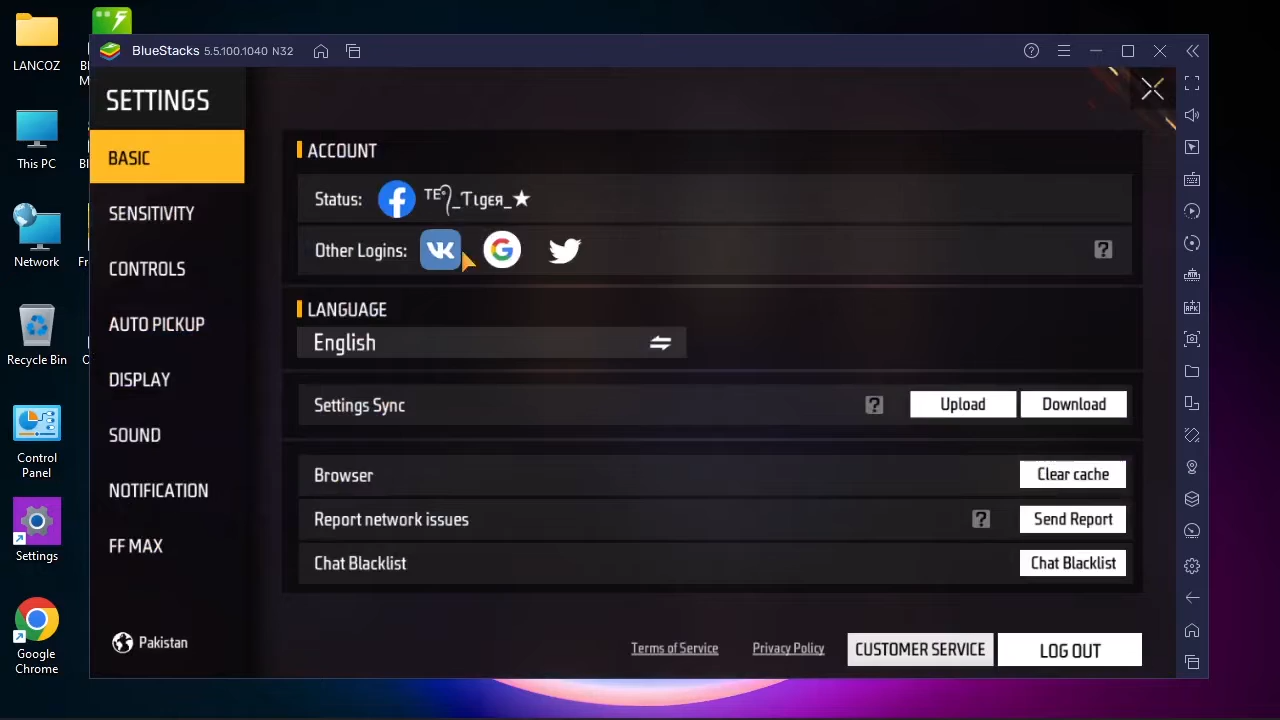 LANCOZ
This PC
Network
Recycle Bin
Control
Panel
Settings
Google
Chrome
BlueStacks 5.5.100.1040 N32
SETTINGS
BASIC
SENSITIVITY
CONTROLS
AUTO PICKUP
DISPLAY
SOUND
NOTIFICATION
FF MAX
Pakistan
ACCOUNT
Status: ᵀᴱ°᭄_Ƭιgєя_★
Other Logins:
LANGUAGE
English
Settings Sync ? Upload Download
Browser Clear cache
Report network issues ? Send Report
Chat Blacklist Chat Blacklist
Terms of Service Privacy Policy CUSTOMER SERVICE LOG OUT